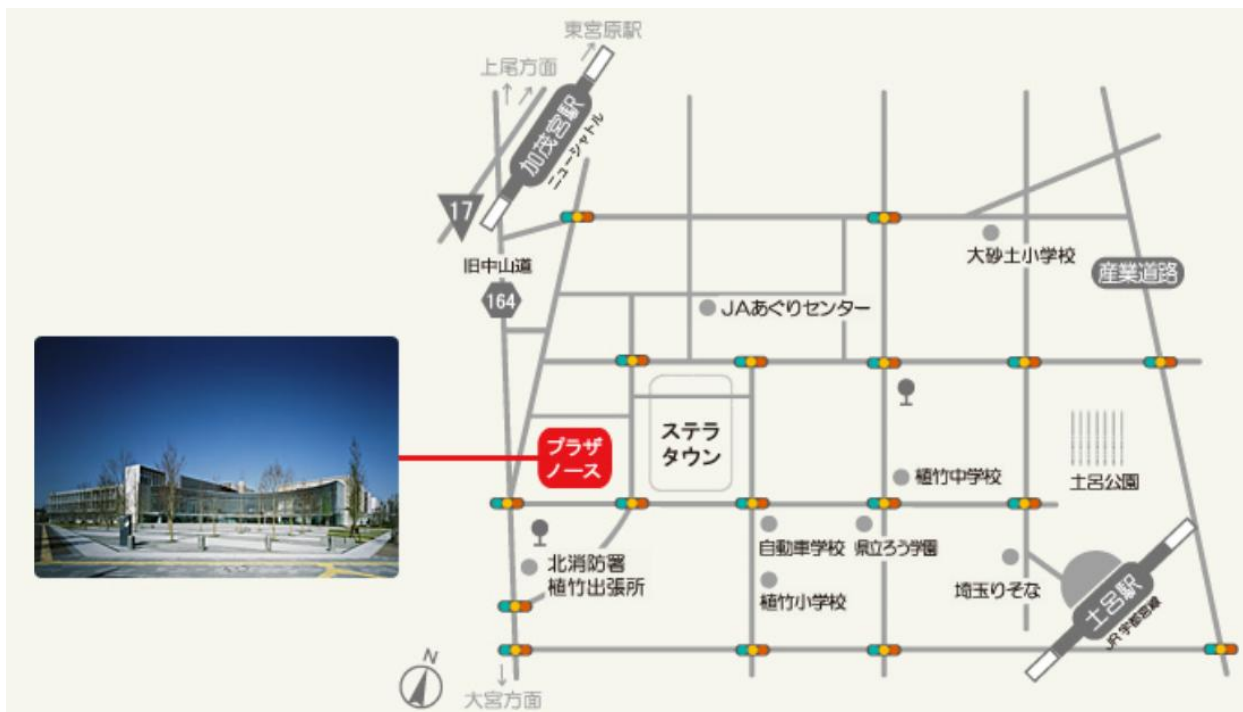 東宮原駅
上尾方面
加茂宮駅
ニューシャトル
17
旧中山道
164
大砂土小学校
産業道路
JAあぐりセンター
プラザ
ノース
ステラ
タウン
植竹中学校
土呂公園
自動車学校
県立ろう学園
北消防署
植竹出張所
植竹小学校
埼玉りそな
土呂駅
JR宇都宮線
N
大宮方面